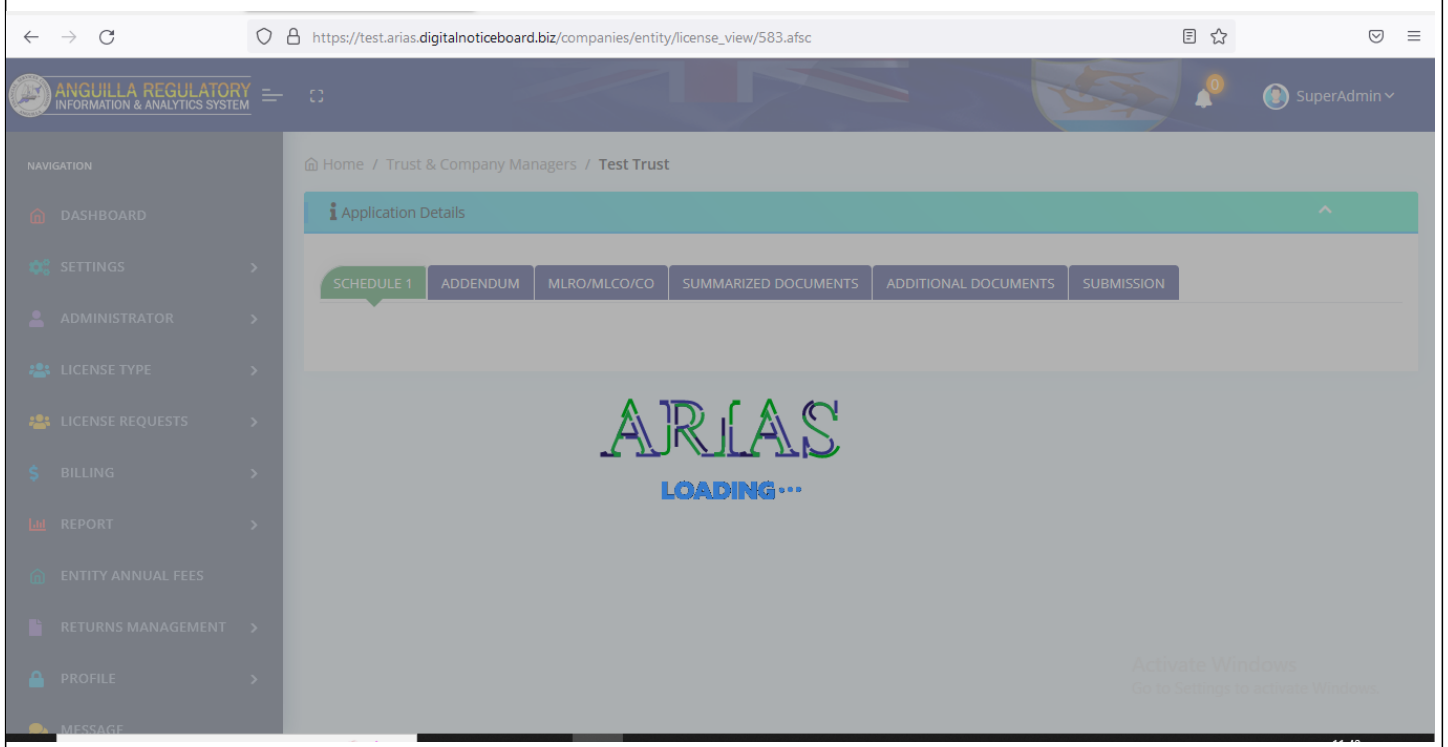 https://test.arias.digitalnoticeboard.biz/companies/entity/license_view/583.afsc
ANGUILLA REGULATORY
INFORMATION & ANALYTICS SYSTEM
0
SuperAdmin
NAVIGATION
Home / Trust & Company Managers / Test Trust
DASHBOARD
Application Details
SETTINGS
SCHEDULE 1 ADDENDUM MLRO/MLCO/CO SUMMARIZED DOCUMENTS ADDITIONAL DOCUMENTS SUBMISSION
ADMINISTRATOR
LICENSE TYPE
LICENSE REQUESTS
ARIAS
BILLING
LOADING...
REPORT
ENTITY ANNUAL FEES
RETURNS MANAGEMENT
PROFILE
Activate Windows
Go to Settings to activate Windows.
MESSAGE